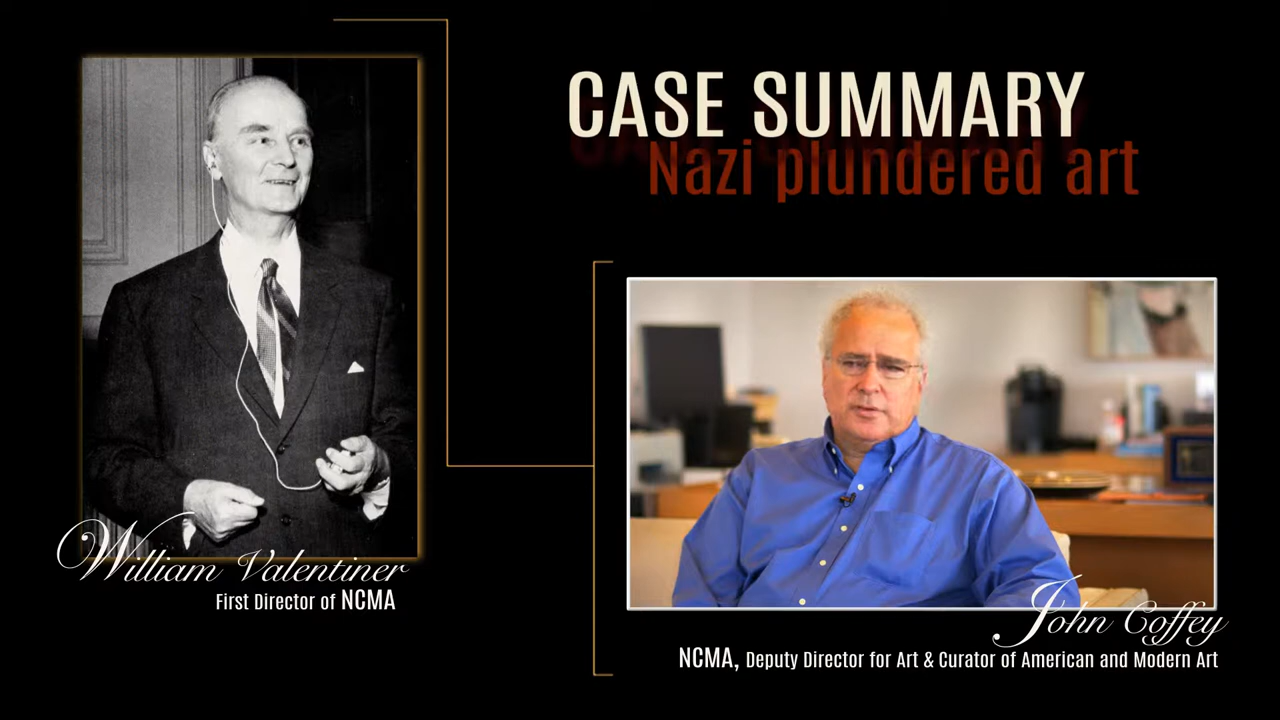 CASE SUMMARY
Nazi plundered art
William Valentiner
First Director of NCMA
John Coffey
NCMA, Deputy Director for Art & Curator of American and Modern Art